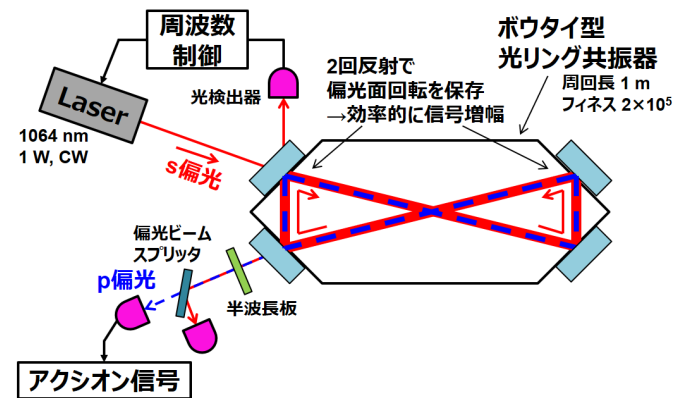 周波数
制御
ボウタイ型
光リング共振器
周回長 1 m
フィネス 2×10⁵
2回反射で
偏光面回転を保存
→効率的に信号増幅
光検出器
Laser
1064 nm
1 W, CW
s偏光
偏光ビーム
スプリッタ
p偏光
半波長板
アクシオン信号